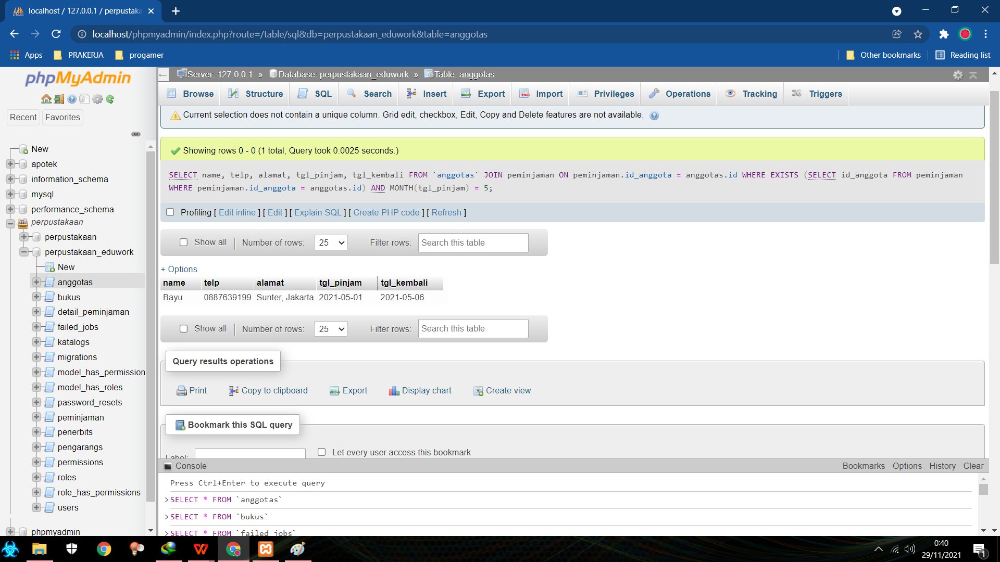 localhost / 127.0.0.1 / perpustaka
localhost/phpmyadmin/index.php?route=/table/sql&db=perpustakaan_eduwork&table=anggotas
Apps
PRAKERJA
progamer
Other bookmarks
Reading list
phpMyAdmin
Recent
Favorites
New
apotek
information_schema
mysql
performance_schema
perpustakaan
perpustakaan
perpustakaan_eduwork
New
anggotas
bukus
detail_peminjaman
failed_jobs
katalogs
migrations
model_has_permission
model_has_roles
password_resets
peminjaman
penerbits
pengarangs
permissions
roles
role_has_permissions
users
phpmyadmin
Server: 127.0.0.1 » Database: perpustakaan_eduwork » Table: anggotas
Browse
Structure
SQL
Search
Insert
Export
Import
Privileges
Operations
Tracking
Triggers
Current selection does not contain a unique column. Grid edit, checkbox, Edit, Copy and Delete features are not available.
Showing rows 0 - 0 (1 total, Query took 0.0025 seconds.)
SELECT name, telp, alamat, tgl_pinjam, tgl_kembali FROM `anggotas` JOIN peminjaman ON peminjaman.id_anggota = anggotas.id WHERE EXISTS (SELECT id_anggota FROM peminjaman
WHERE peminjaman.id_anggota = anggotas.id) AND MONTH(tgl_pinjam) = 5;
Profiling [ Edit inline ] [ Edit ] [ Explain SQL ] [ Create PHP code ] [ Refresh ]
Show all
Number of rows:
25
Filter rows:
Search this table
+ Options
name telp alamat tgl_pinjam tgl_kembali
Bayu 0887639199 Sunter, Jakarta 2021-05-01 2021-05-06
Show all
Number of rows:
25
Filter rows:
Search this table
Query results operations
Print
Copy to clipboard
Export
Display chart
Create view
Bookmark this SQL query
Label:
Let every user access this bookmark
Console
Bookmarks
Options
History
Clear
Press Ctrl+Enter to execute query
>SELECT * FROM `anggotas`
>SELECT * FROM `bukus`
>SELECT * FROM `failed_jobs`
0:40
29/11/2021
1